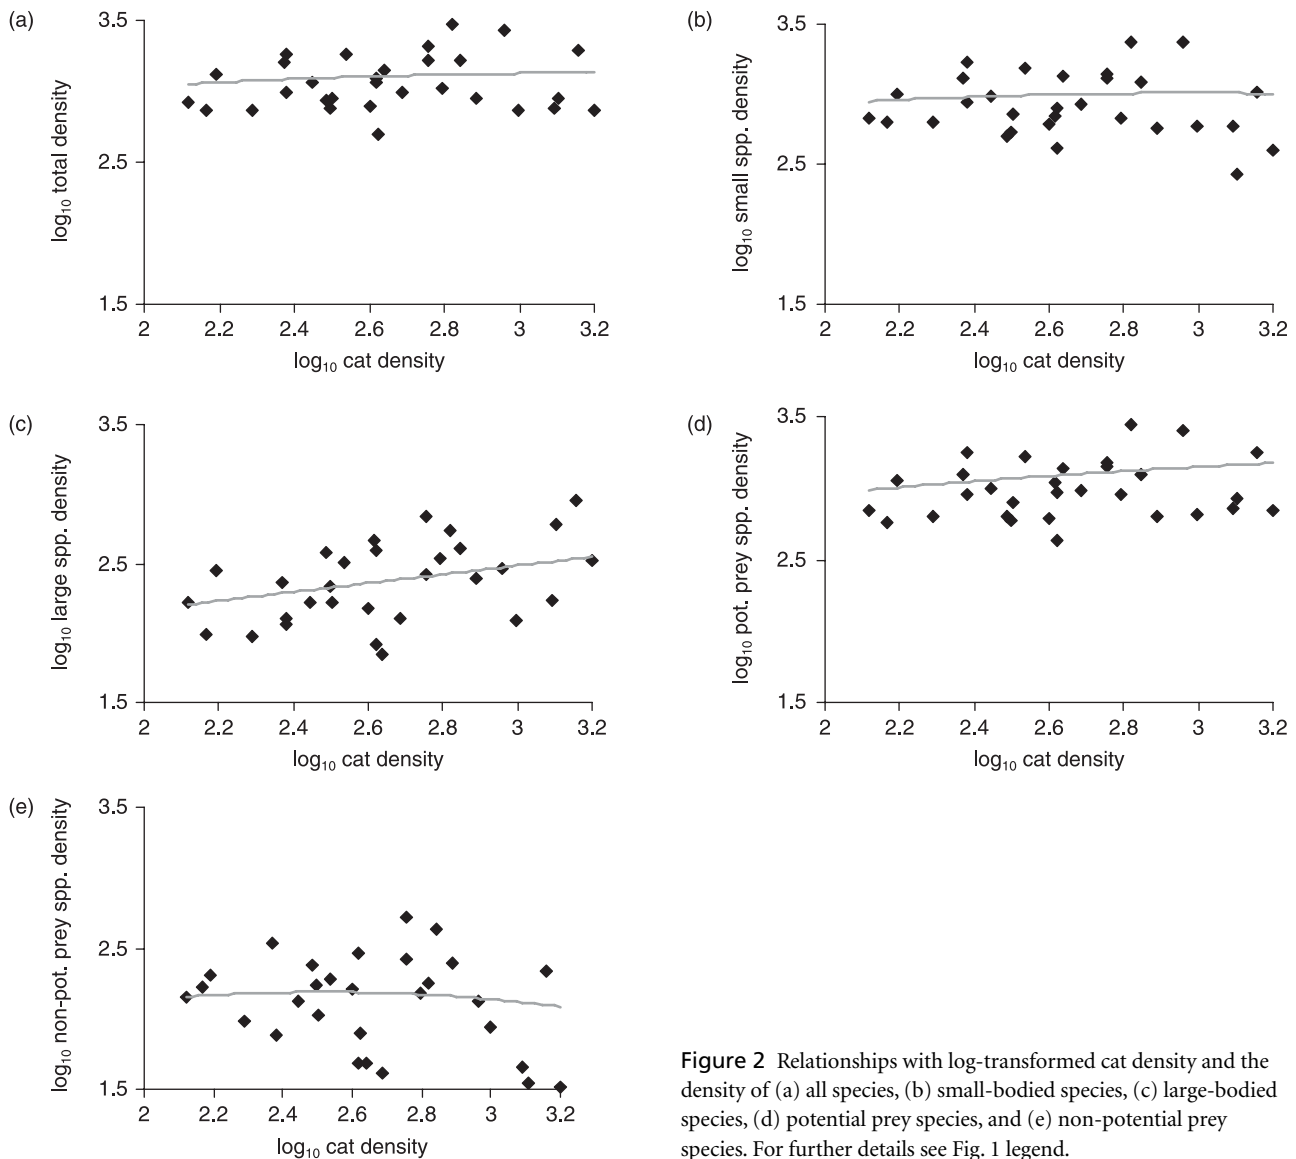 (a)
3.5
2.5
1.5
log10 total density
2 2.2 2.4 2.6 2.8 3 3.2
log10 cat density
(b)
3.5
2.5
1.5
log10 small spp. density
2 2.2 2.4 2.6 2.8 3 3.2
log10 cat density
(c)
3.5
2.5
1.5
log10 large spp. density
2 2.2 2.4 2.6 2.8 3 3.2
log10 cat density
(d)
3.5
2.5
1.5
log10 pot. prey spp. density
2 2.2 2.4 2.6 2.8 3 3.2
log10 cat density
(e)
3.5
2.5
1.5
log10 non-pot. prey spp. density
2 2.2 2.4 2.6 2.8 3 3.2
log10 cat density
Figure 2 Relationships with log-transformed cat density and the
density of (a) all species, (b) small-bodied species, (c) large-bodied
species, (d) potential prey species, and (e) non-potential prey
species. For further details see Fig. 1 legend.